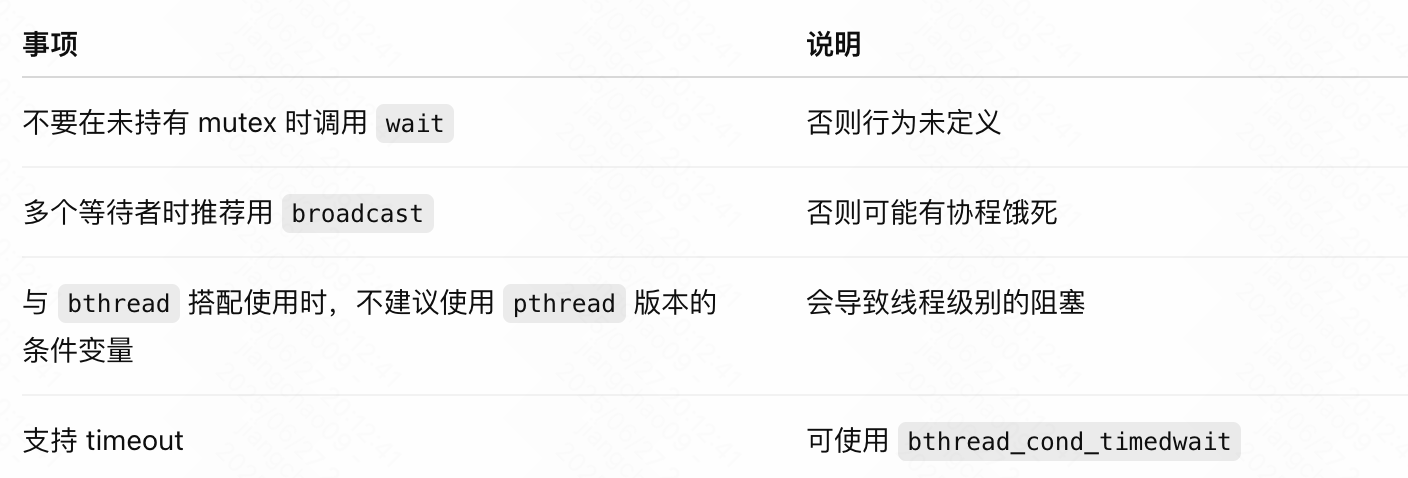 事项 说明
不要在未持有 mutex 时调用 wait 否则行为未定义
多个等待者时推荐用 broadcast 否则可能有协程饿死
与 bthread 搭配使用时，不建议使用 pthread 版本的 会导致线程级别的阻塞
条件变量
支持 timeout 可使用 bthread_cond_timedwait